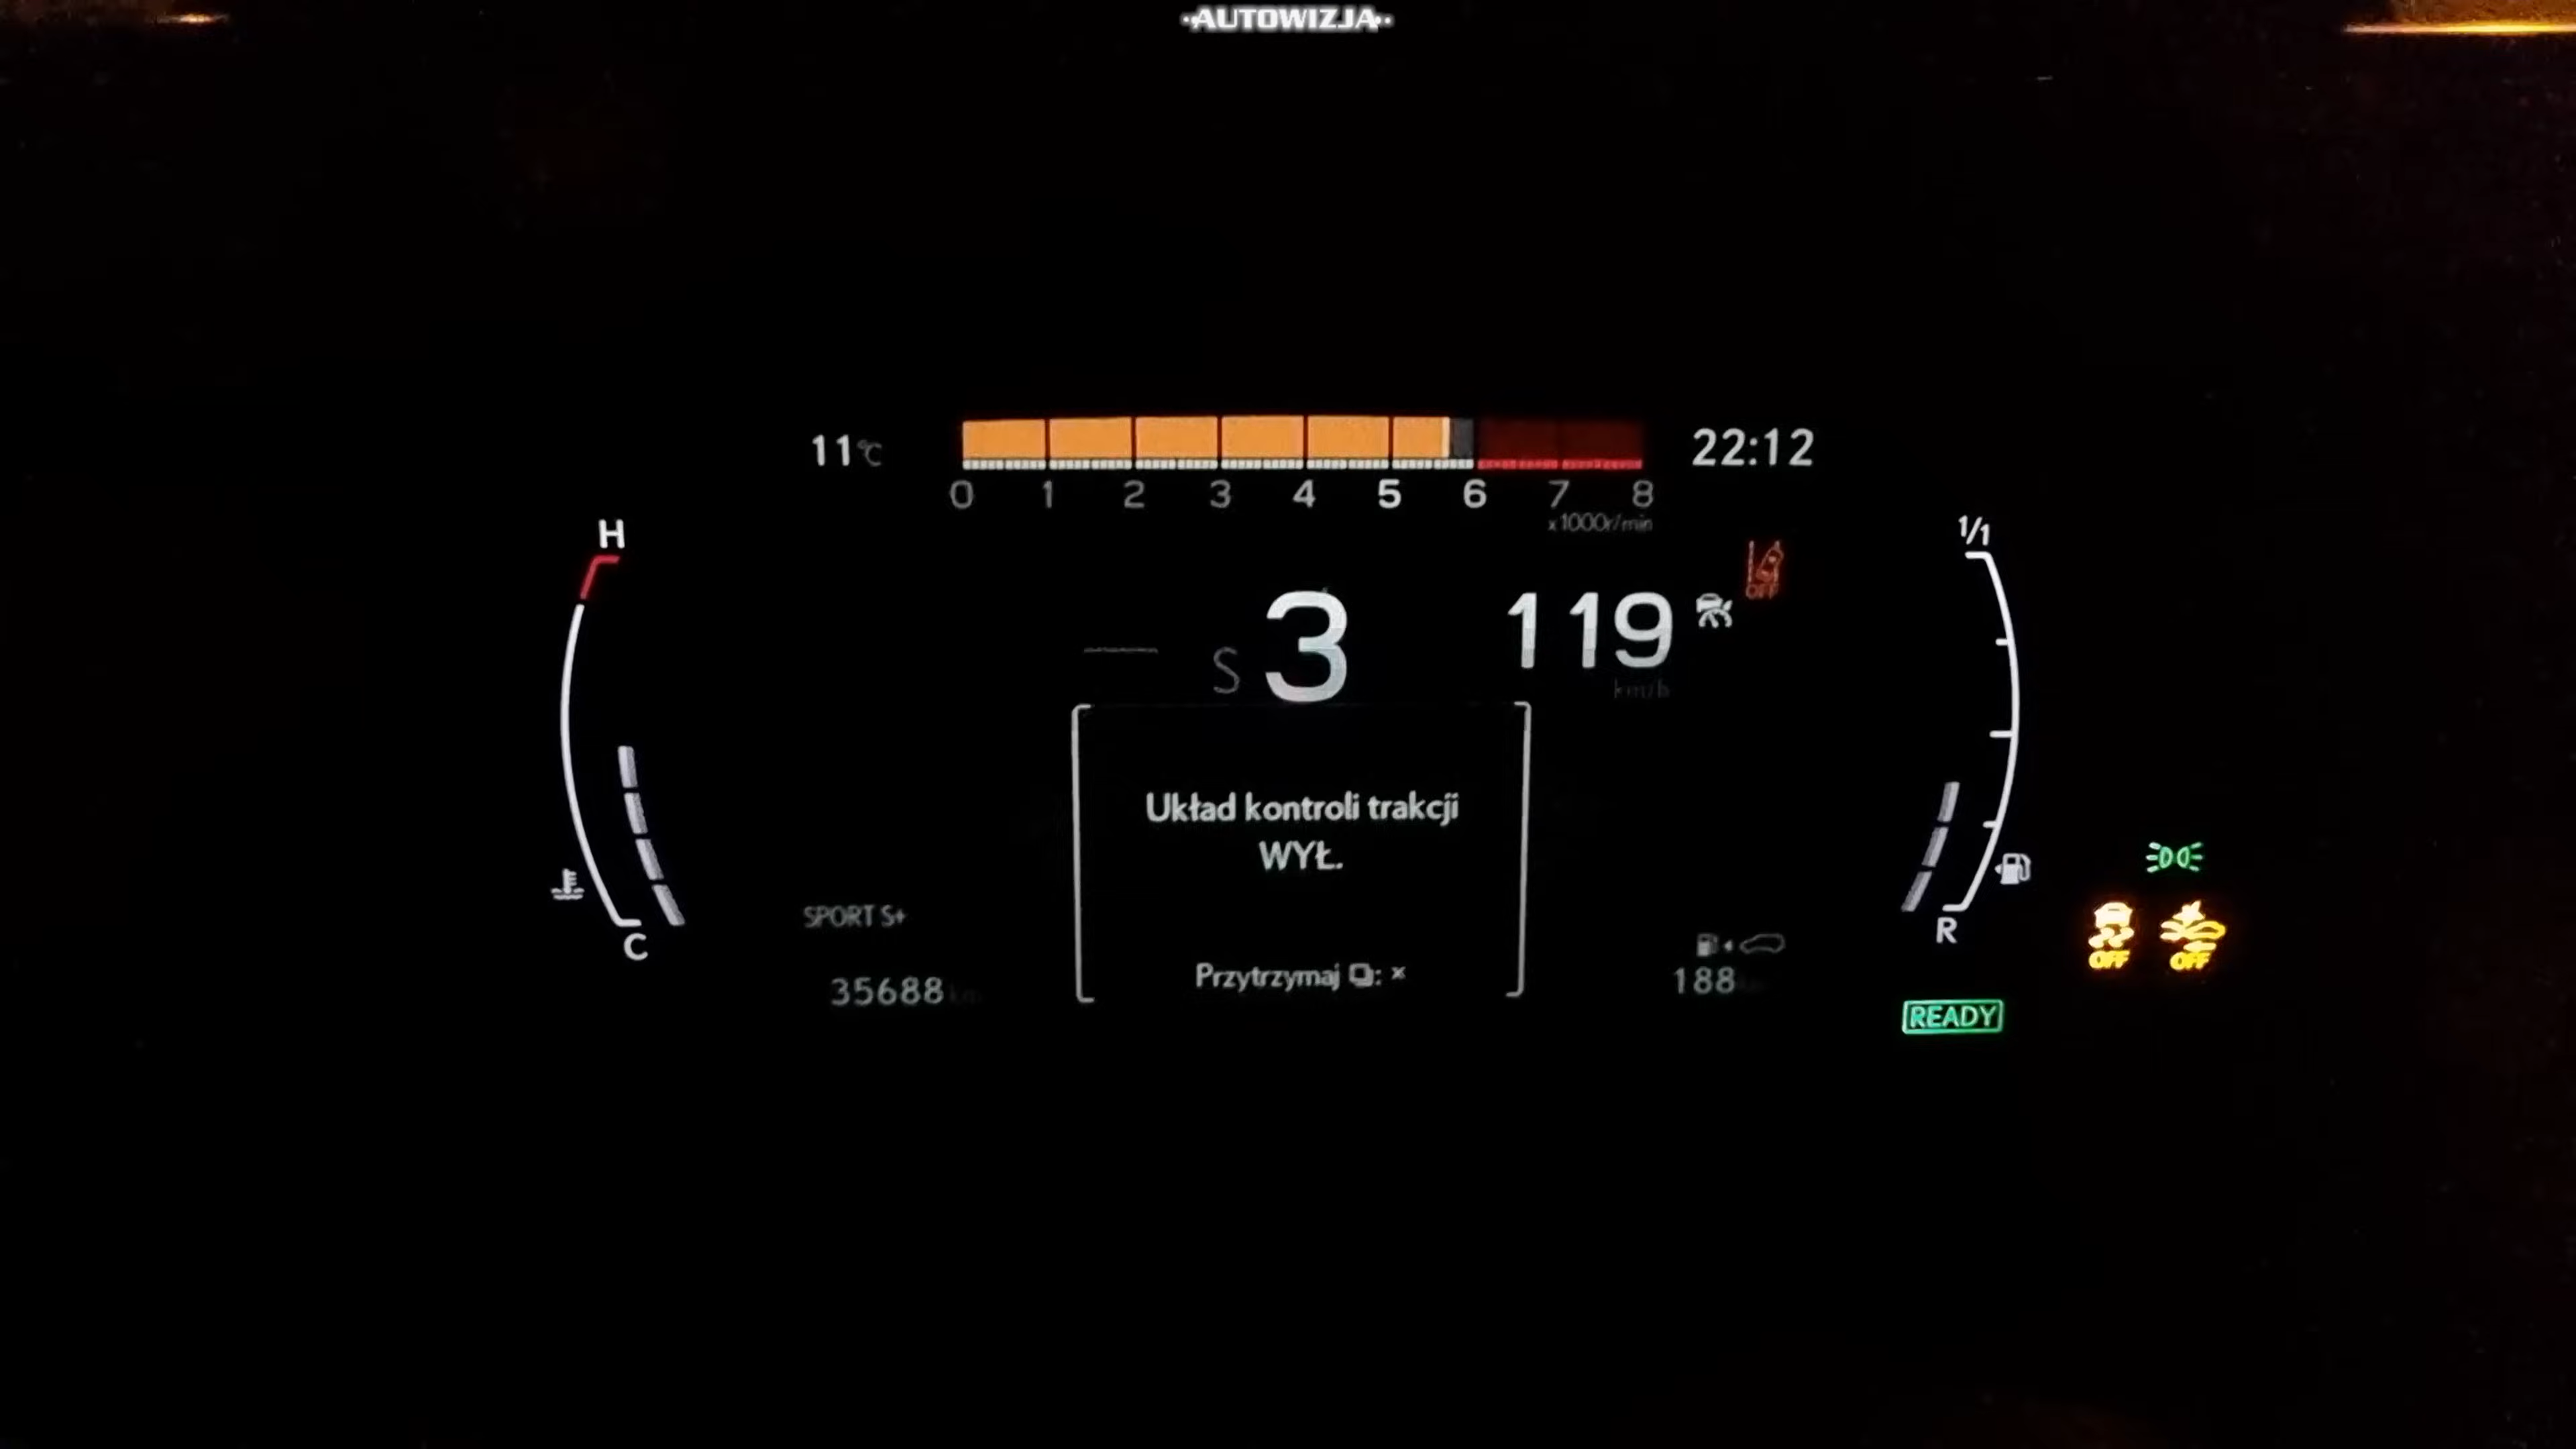 AUTOWIZJA
11°C
22:12
0 1 2 3 4 5 6 7 8
x1000r/min
H
1/1
OFF
S 3
119
km/h
Układ kontroli trakcji
WYŁ.
Przytrzymaj : ×
SPORT S+
C
R
OFF OFF
35688 km
188
READY